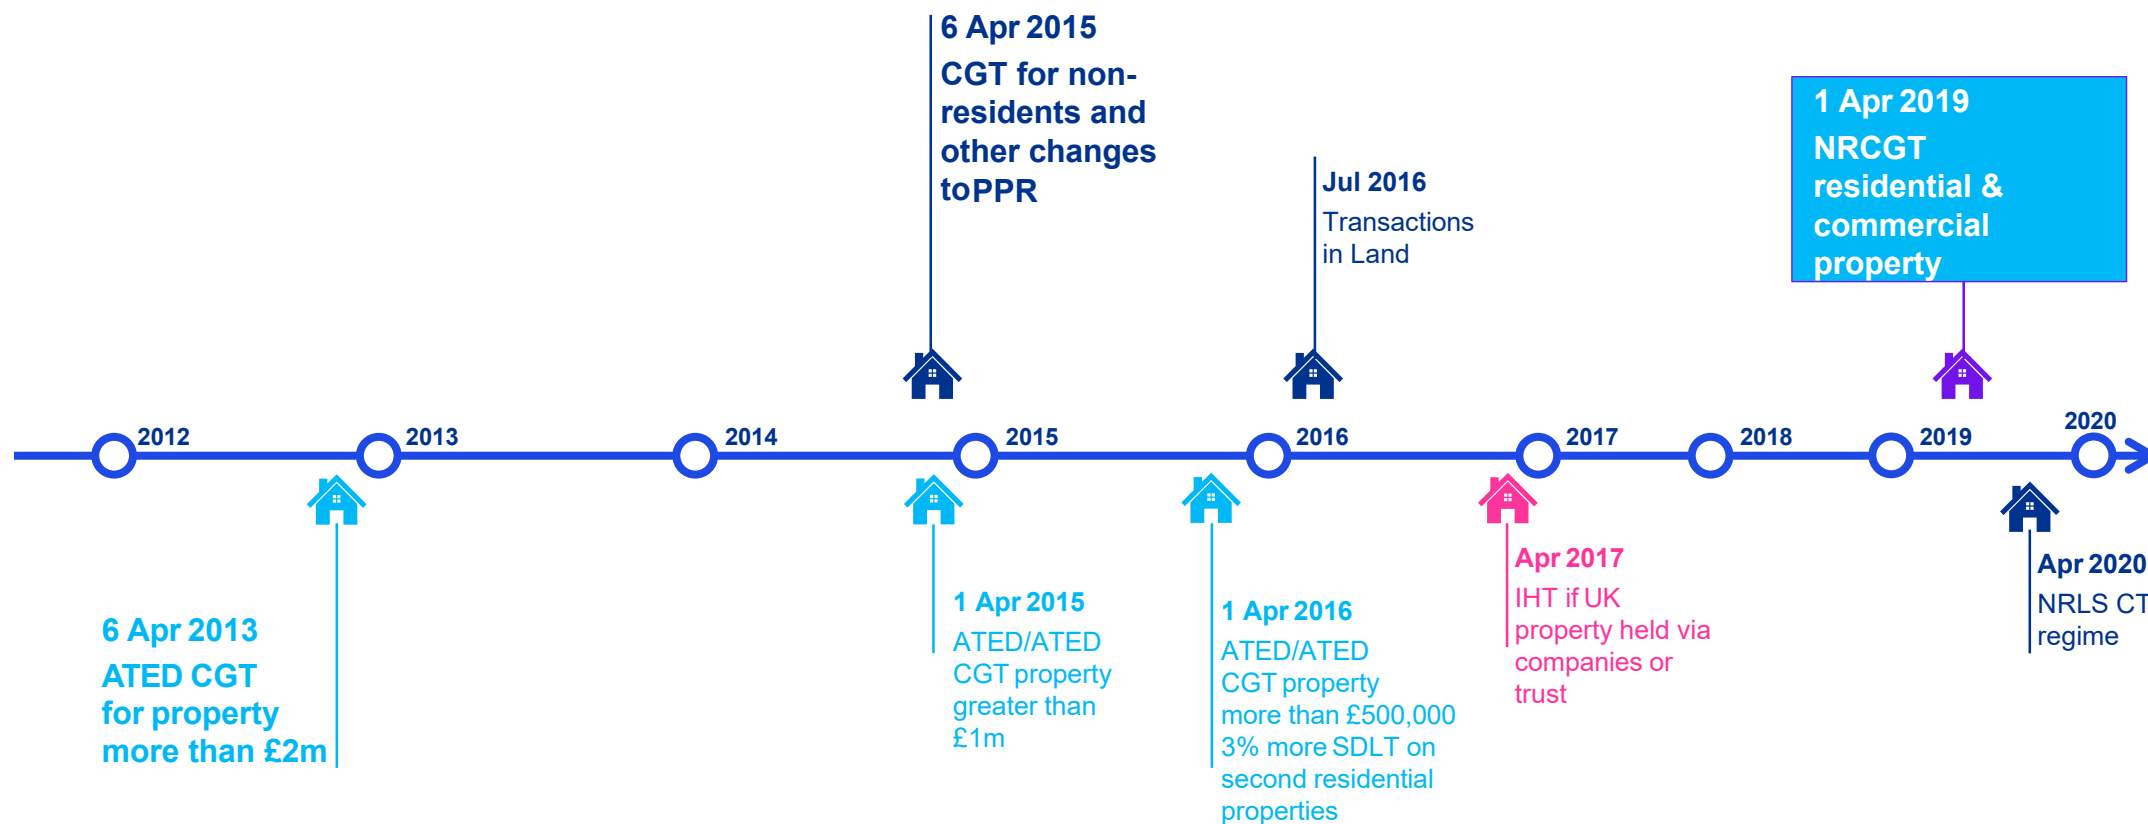 6 Apr 2015
CGT for non-
residents and
other changes
to PPR
Jul 2016
Transactions
in Land
1 Apr 2019
NRCGT
residential &
commercial
property
2012
2013
2014
2015
2016
2017
2018
2019
2020
6 Apr 2013
ATED CGT
for property
more than £2m
1 Apr 2015
ATED/ATED
CGT property
greater than
£1m
1 Apr 2016
ATED/ATED
CGT property
more than £500,000
3% more SDLT on
second residential
properties
Apr 2017
IHT if UK
property held via
companies or
trust
Apr 2020
NRLS CT
regime